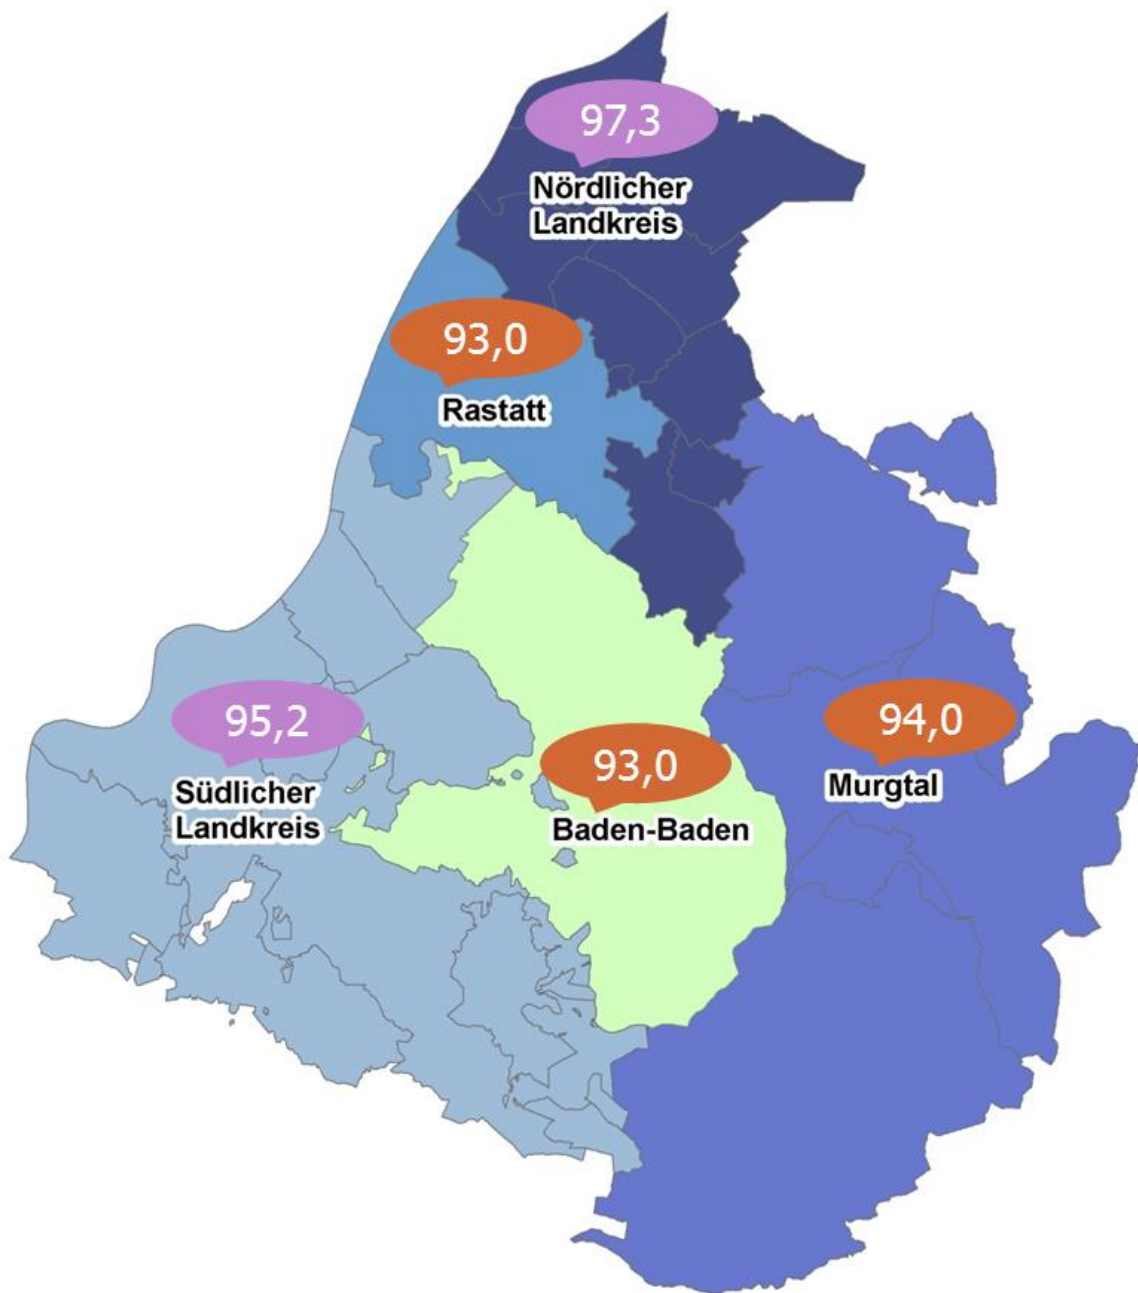 97,3
Nördlicher
Landkreis
93,0
Rastatt
95,2
Südlicher
Landkreis
93,0
Baden-Baden
94,0
Murgtal